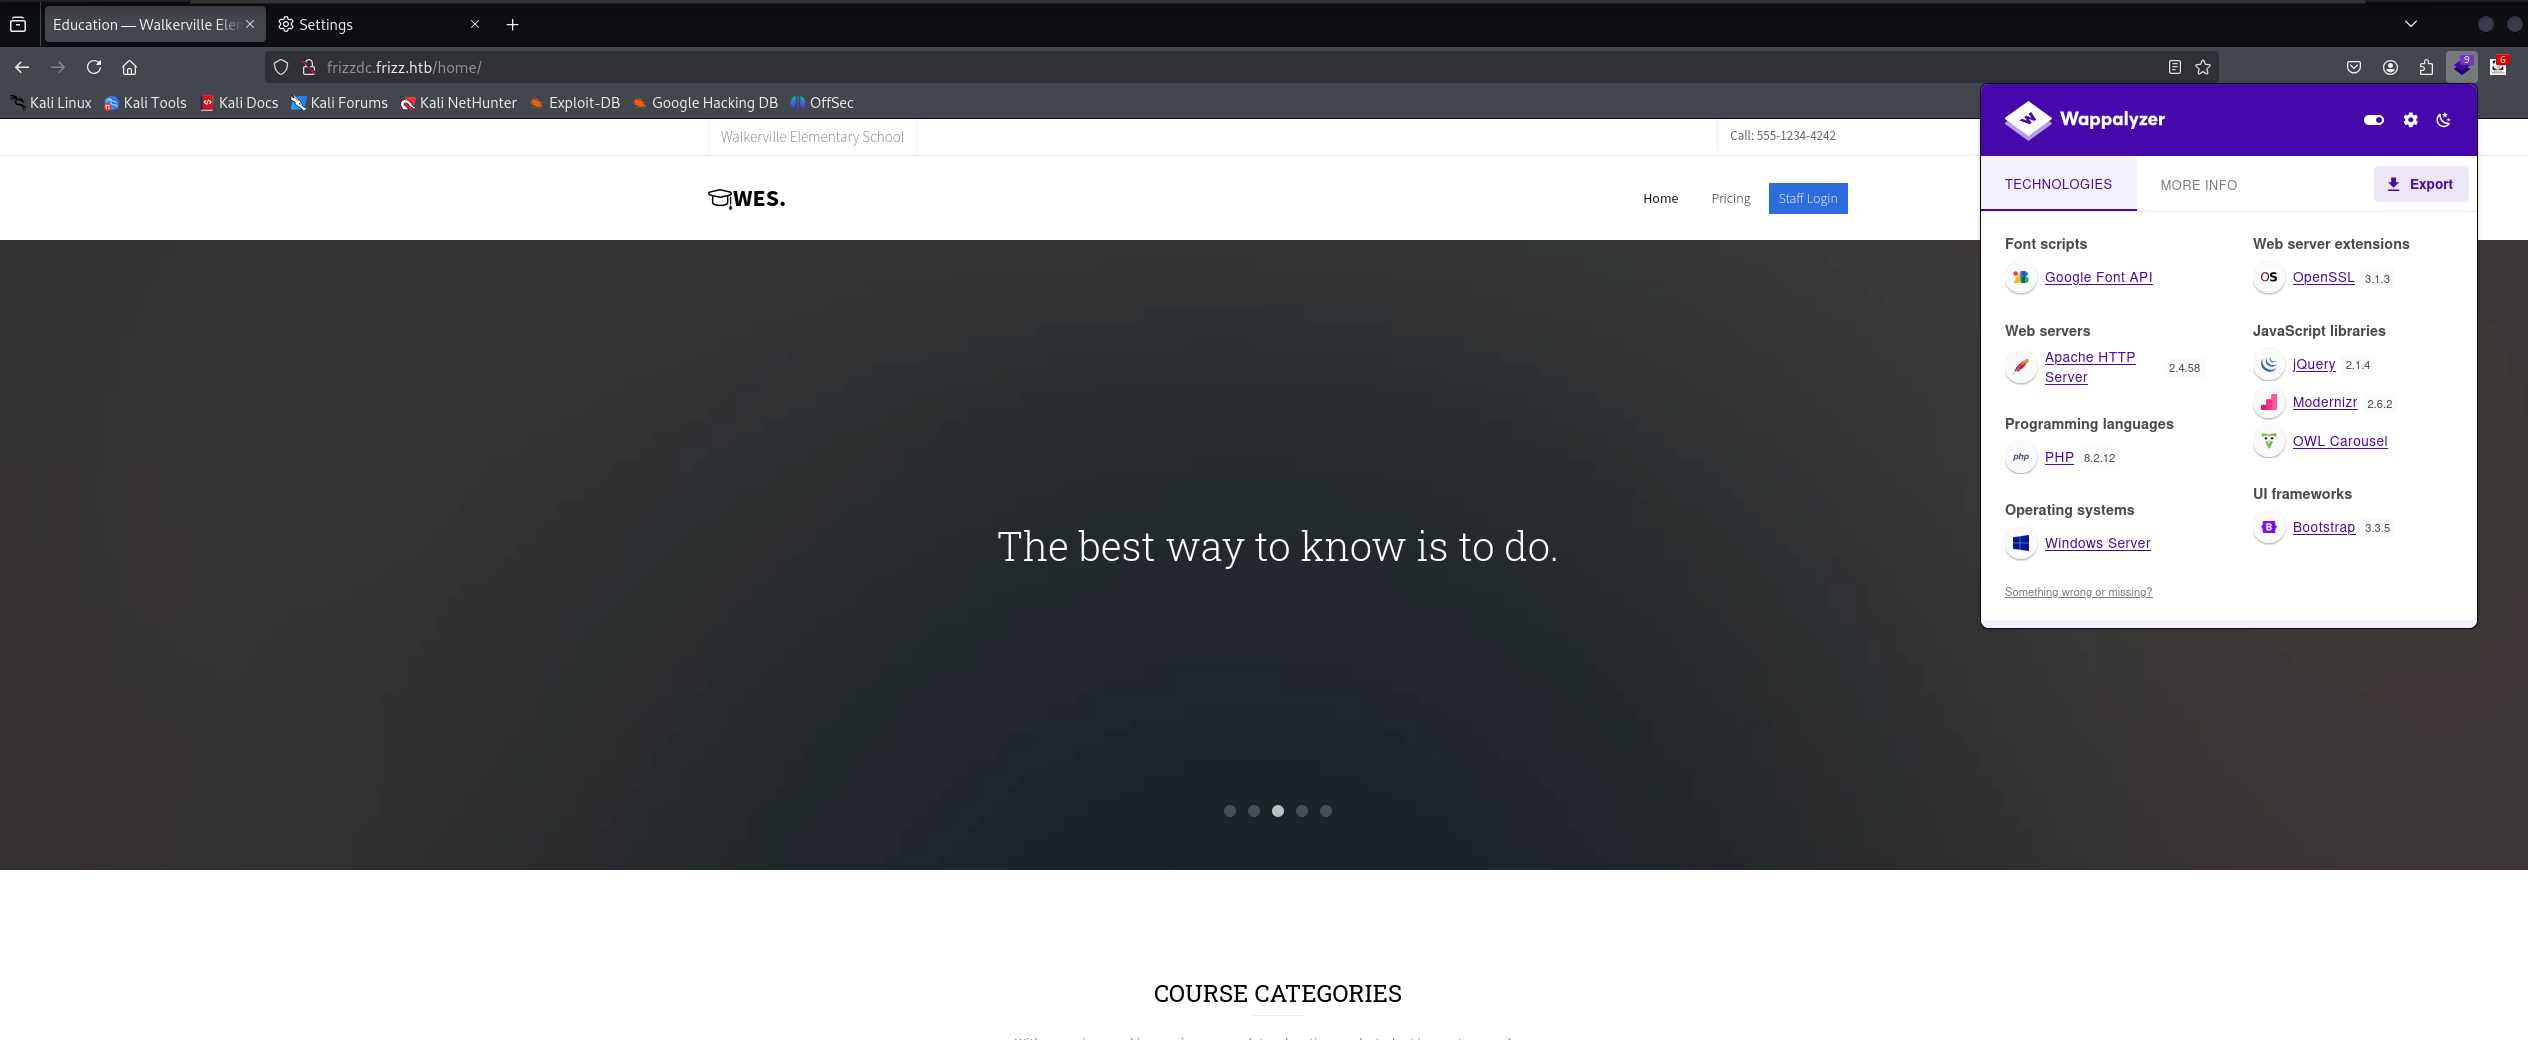 Education — Walkerville Ele
Settings
frizzdc.frizz.htb/home/
9
6
Kali Linux Kali Tools Kali Docs Kali Forums Kali NetHunter Exploit-DB Google Hacking DB OffSec
Walkerville Elementary School
Call: 555-1234-4242
WES.
Home Pricing Staff Login
The best way to know is to do.
COURSE CATEGORIES
Wappalyzer
TECHNOLOGIES MORE INFO Export
Font scripts
Google Font API
Web servers
Apache HTTP
Server 2.4.58
Programming languages
php PHP 8.2.12
Operating systems
Windows Server
Something wrong or missing?
Web server extensions
OS OpenSSL 3.1.3
JavaScript libraries
jQuery 2.1.4
Modernizr 2.6.2
OWL Carousel
UI frameworks
B Bootstrap 3.3.5